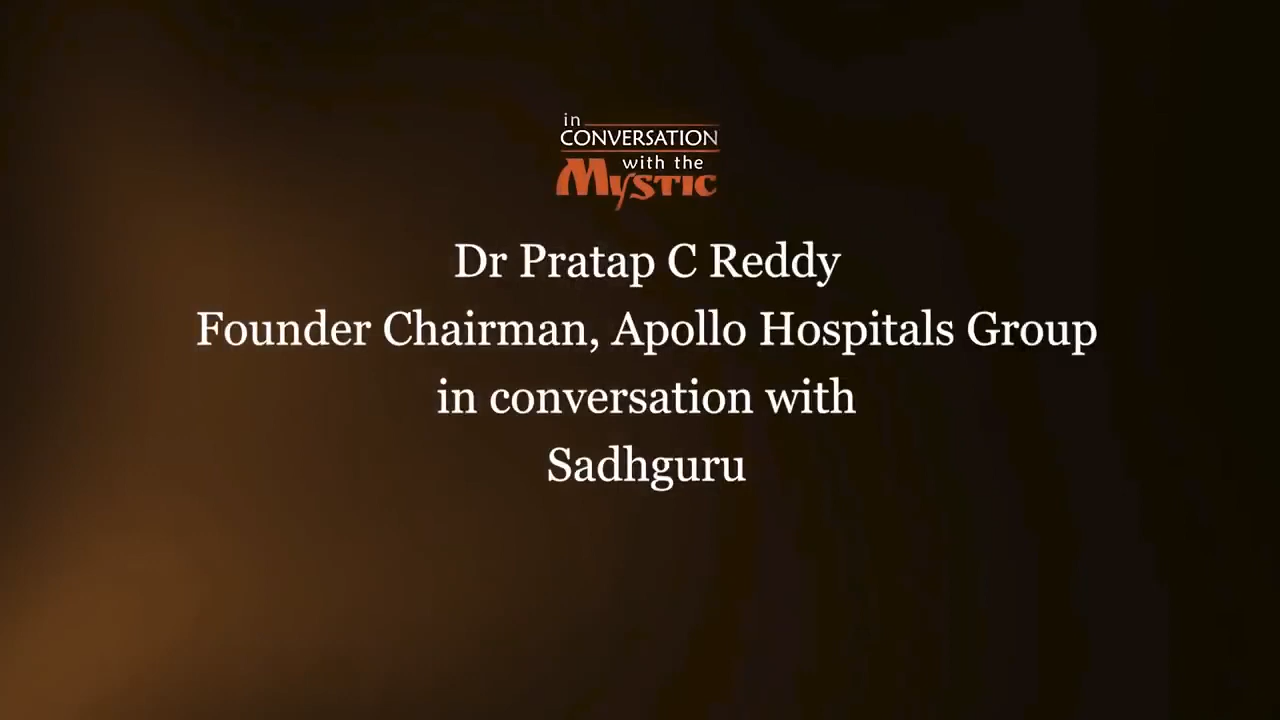 in
CONVERSATION
with the
MYSTIC
Dr Pratap C Reddy
Founder Chairman, Apollo Hospitals Group
in conversation with
Sadhguru